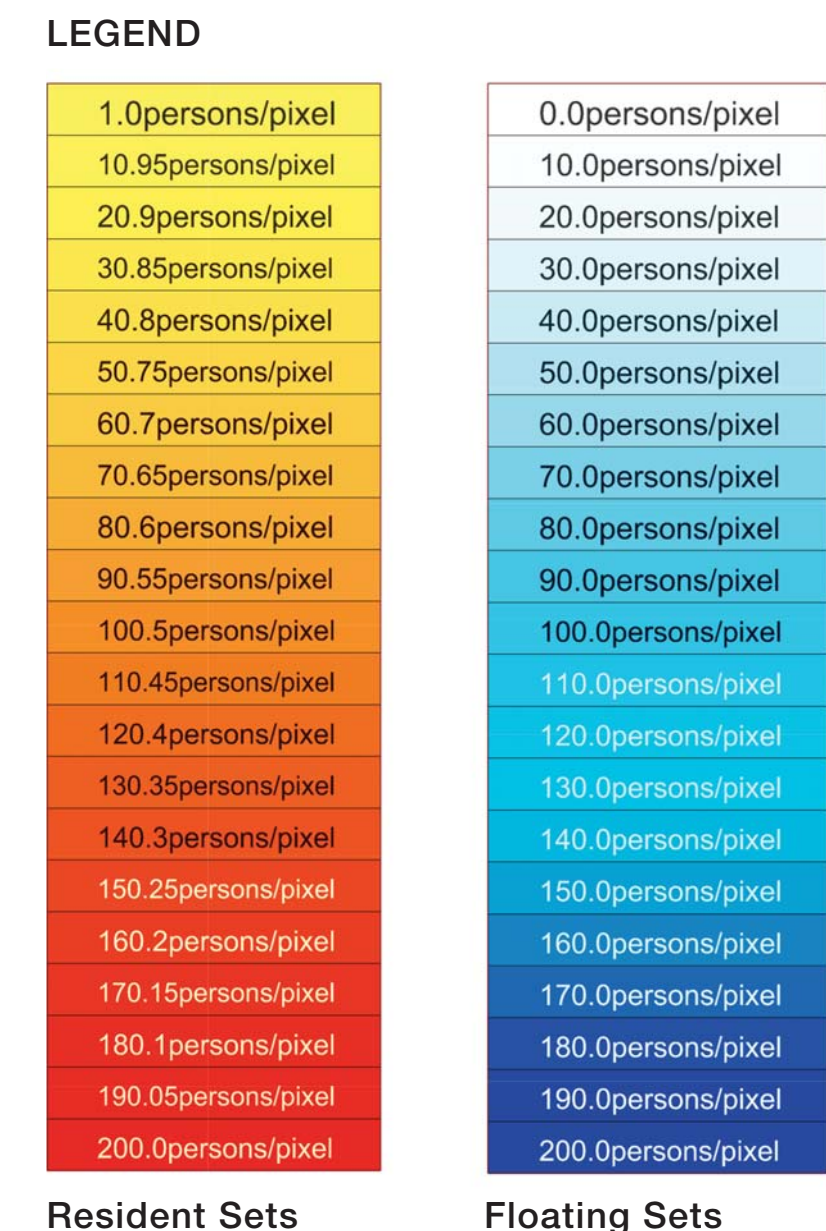 LEGEND
1.0persons/pixel
10.95persons/pixel
20.9persons/pixel
30.85persons/pixel
40.8persons/pixel
50.75persons/pixel
60.7persons/pixel
70.65persons/pixel
80.6persons/pixel
90.55persons/pixel
100.5persons/pixel
110.45persons/pixel
120.4persons/pixel
130.35persons/pixel
140.3persons/pixel
150.25persons/pixel
160.2persons/pixel
170.15persons/pixel
180.1persons/pixel
190.05persons/pixel
200.0persons/pixel
Resident Sets
0.0persons/pixel
10.0persons/pixel
20.0persons/pixel
30.0persons/pixel
40.0persons/pixel
50.0persons/pixel
60.0persons/pixel
70.0persons/pixel
80.0persons/pixel
90.0persons/pixel
100.0persons/pixel
110.0persons/pixel
120.0persons/pixel
130.0persons/pixel
140.0persons/pixel
150.0persons/pixel
160.0persons/pixel
170.0persons/pixel
180.0persons/pixel
190.0persons/pixel
200.0persons/pixel
Floating Sets